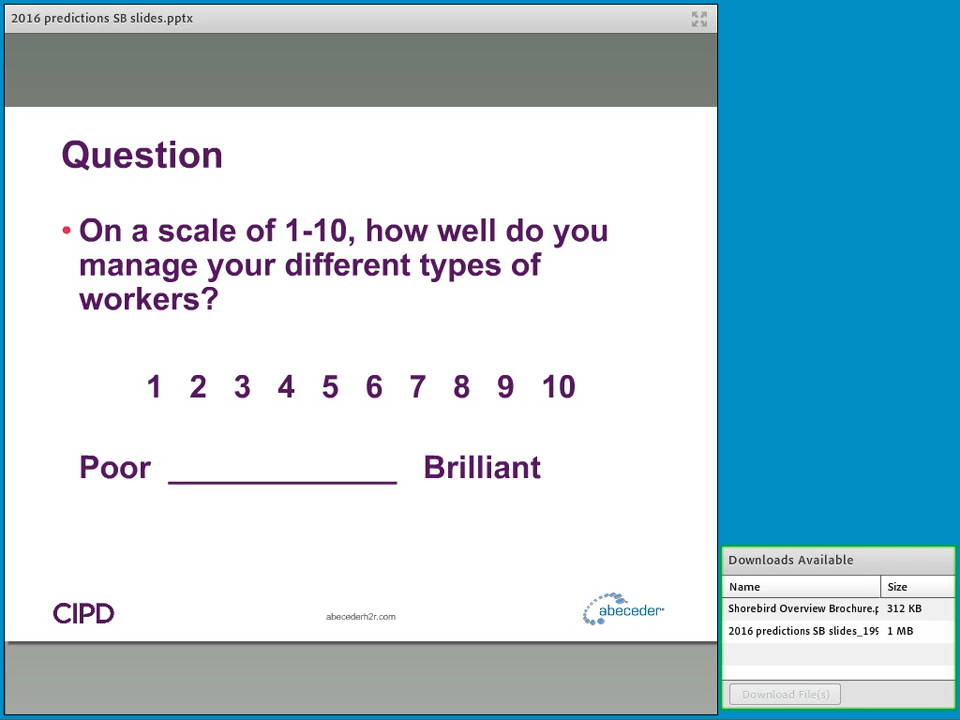 2016 predictions SB slides.pptx
Question
• On a scale of 1-10, how well do you
manage your different types of
workers?
1 2 3 4 5 6 7 8 9 10
Poor _____________ Brilliant
CIPD
abecederh2r.com
abeceder
Downloads Available
Name Size
Shorebird Overview Brochure.p 312 KB
2016 predictions SB slides_199 1 MB
Download File(s)